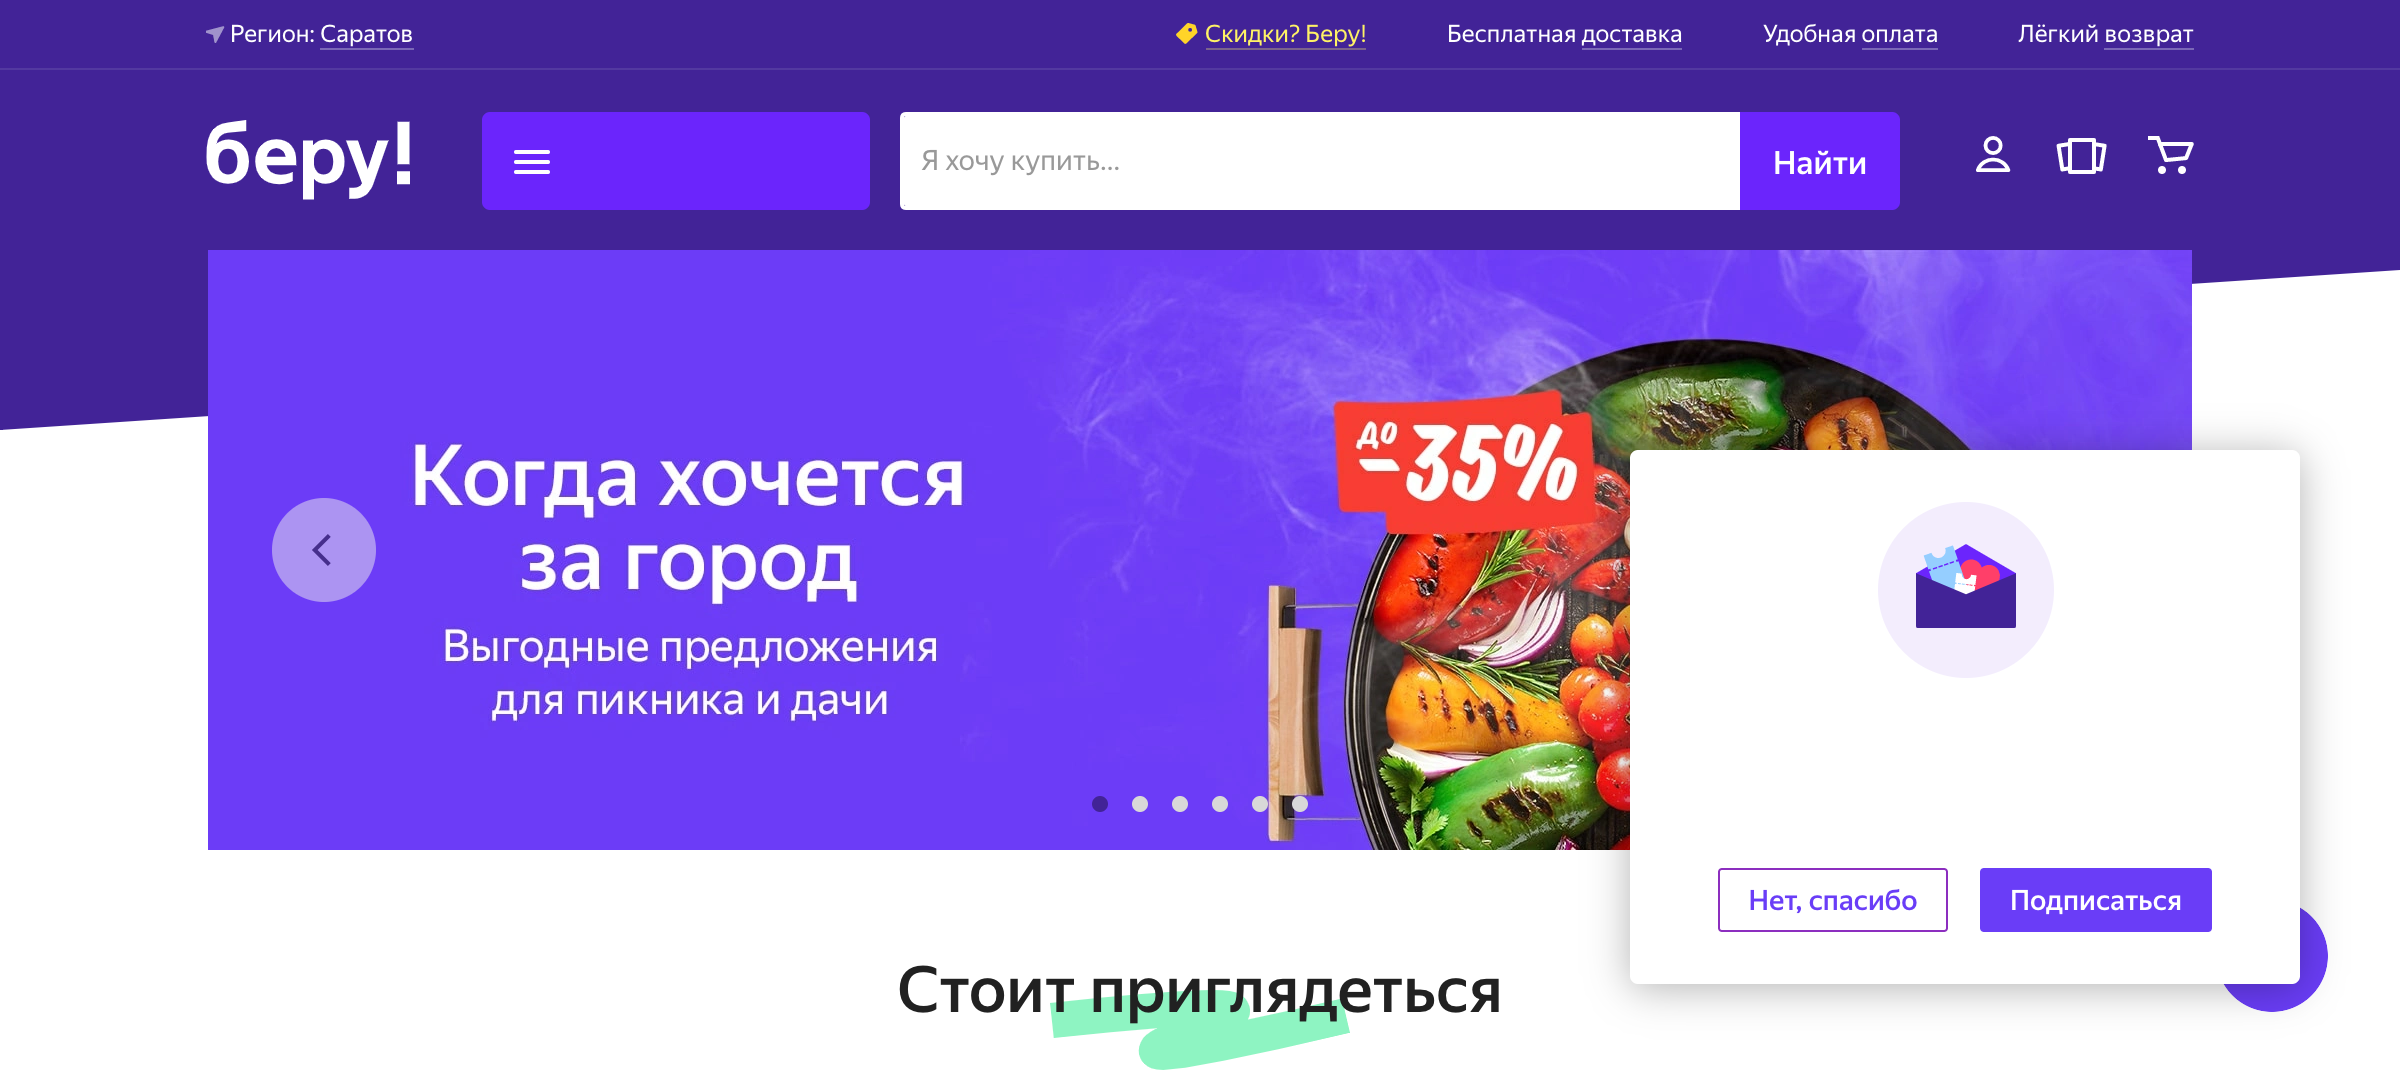 Регион: Саратов
Скидки? Беру!
Бесплатная доставка
Удобная оплата
Лёгкий возврат
беру!
Я хочу купить...
Найти
Когда хочется
за город
Выгодные предложения
для пикника и дачи
до
-35%
Нет, спасибо
Подписаться
Стоит приглядеться